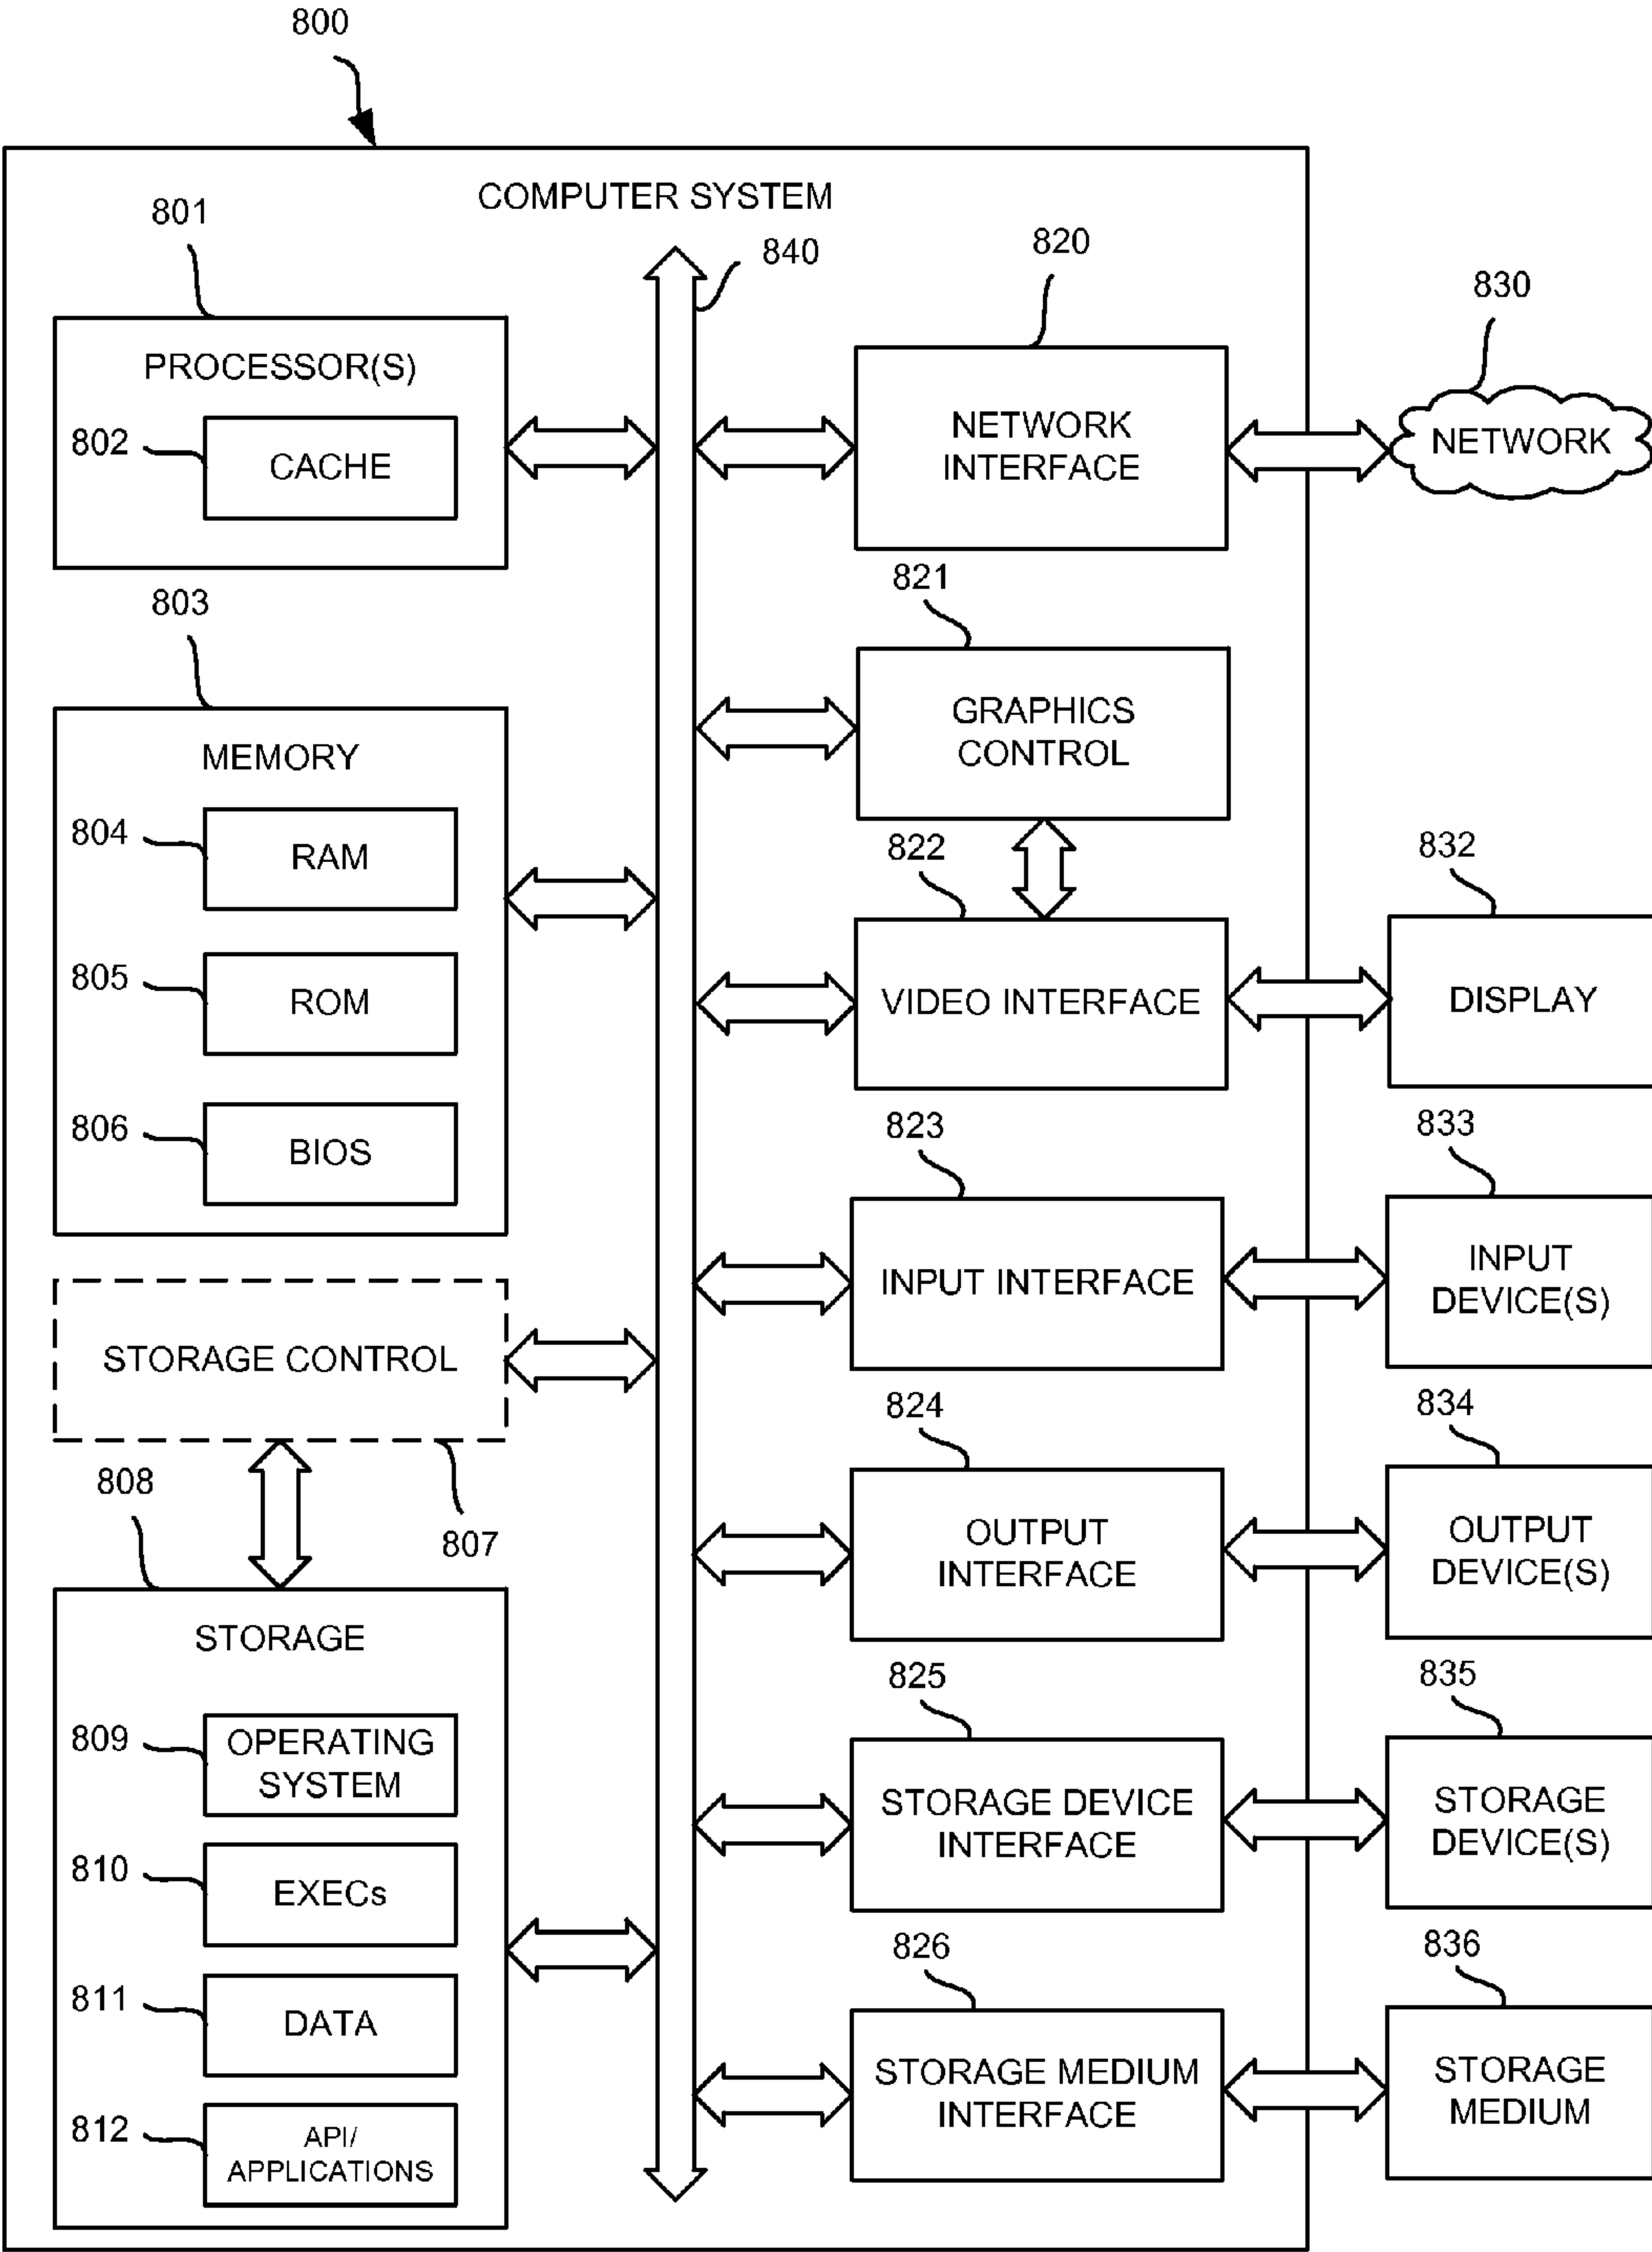 800
COMPUTER SYSTEM
801
840
820
830
PROCESSOR(S)
802
CACHE
NETWORK
INTERFACE
NETWORK
803
821
MEMORY
GRAPHICS
CONTROL
804
RAM
822
832
805
ROM
VIDEO INTERFACE
DISPLAY
806
BIOS
823
833
INPUT INTERFACE
INPUT
DEVICE(S)
STORAGE CONTROL
807
824
834
808
OUTPUT
INTERFACE
OUTPUT
DEVICE(S)
STORAGE
825
835
809
OPERATING
SYSTEM
STORAGE DEVICE
INTERFACE
STORAGE
DEVICE(S)
810
EXECs
826
836
811
DATA
STORAGE MEDIUM
INTERFACE
STORAGE
MEDIUM
812
API/
APPLICATIONS